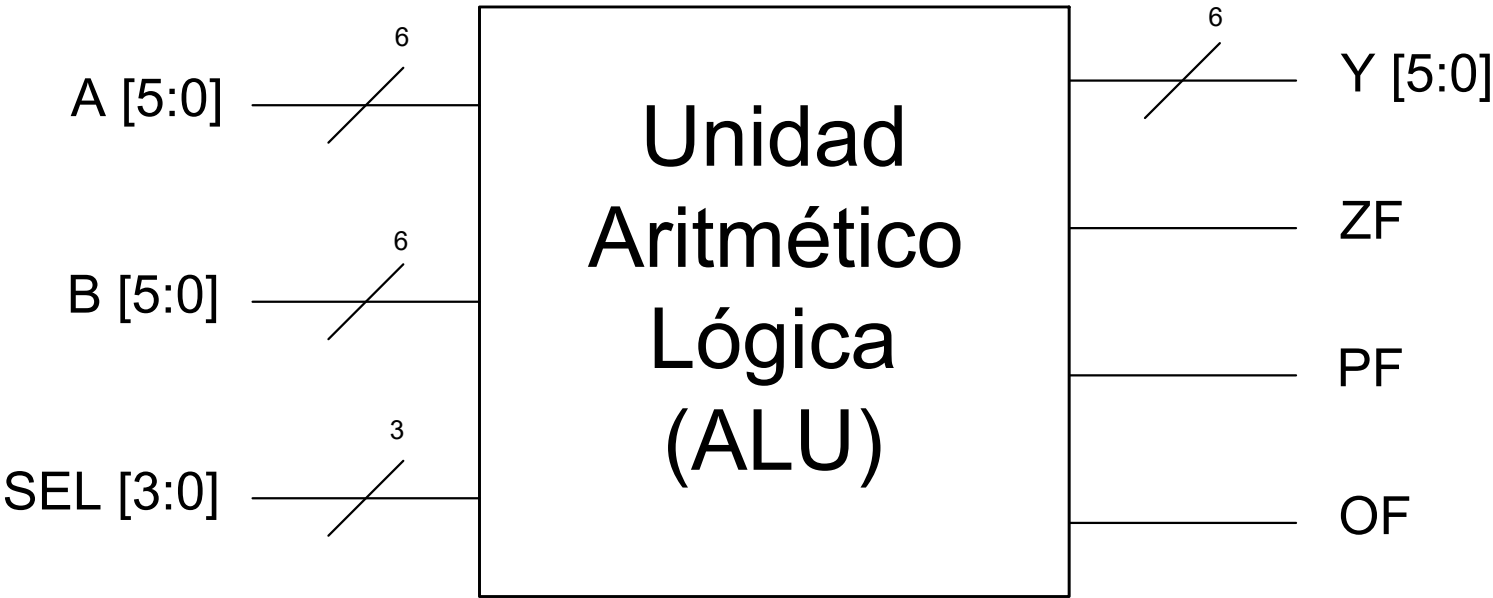 6
A [5:0]
6
B [5:0]
3
SEL [3:0]
Unidad
Aritmético
Lógica
(ALU)
6
Y [5:0]
ZF
PF
OF